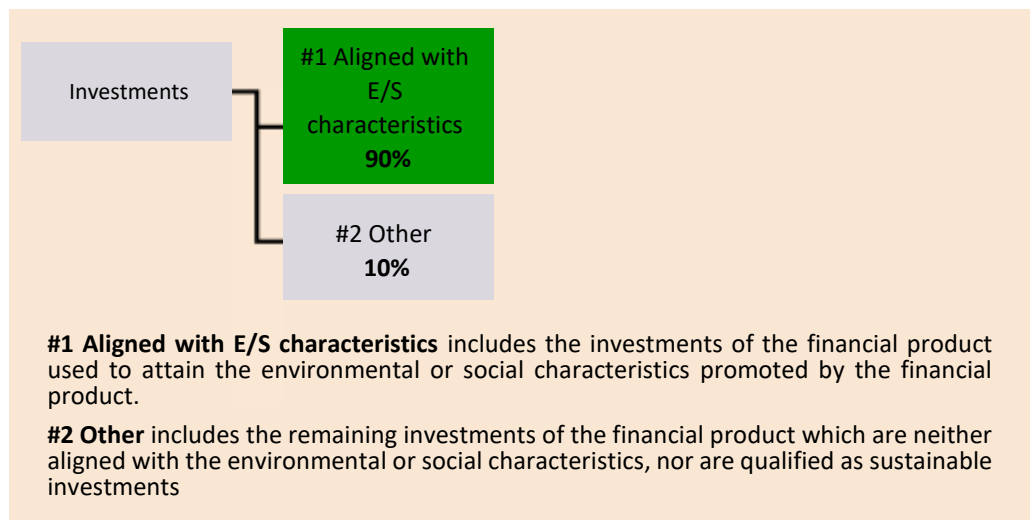 Investments
#1 Aligned with
E/S
characteristics
90%
#2 Other
10%
#1 Aligned with E/S characteristics includes the investments of the financial product
used to attain the environmental or social characteristics promoted by the financial
product.
#2 Other includes the remaining investments of the financial product which are neither
aligned with the environmental or social characteristics, nor are qualified as sustainable
investments